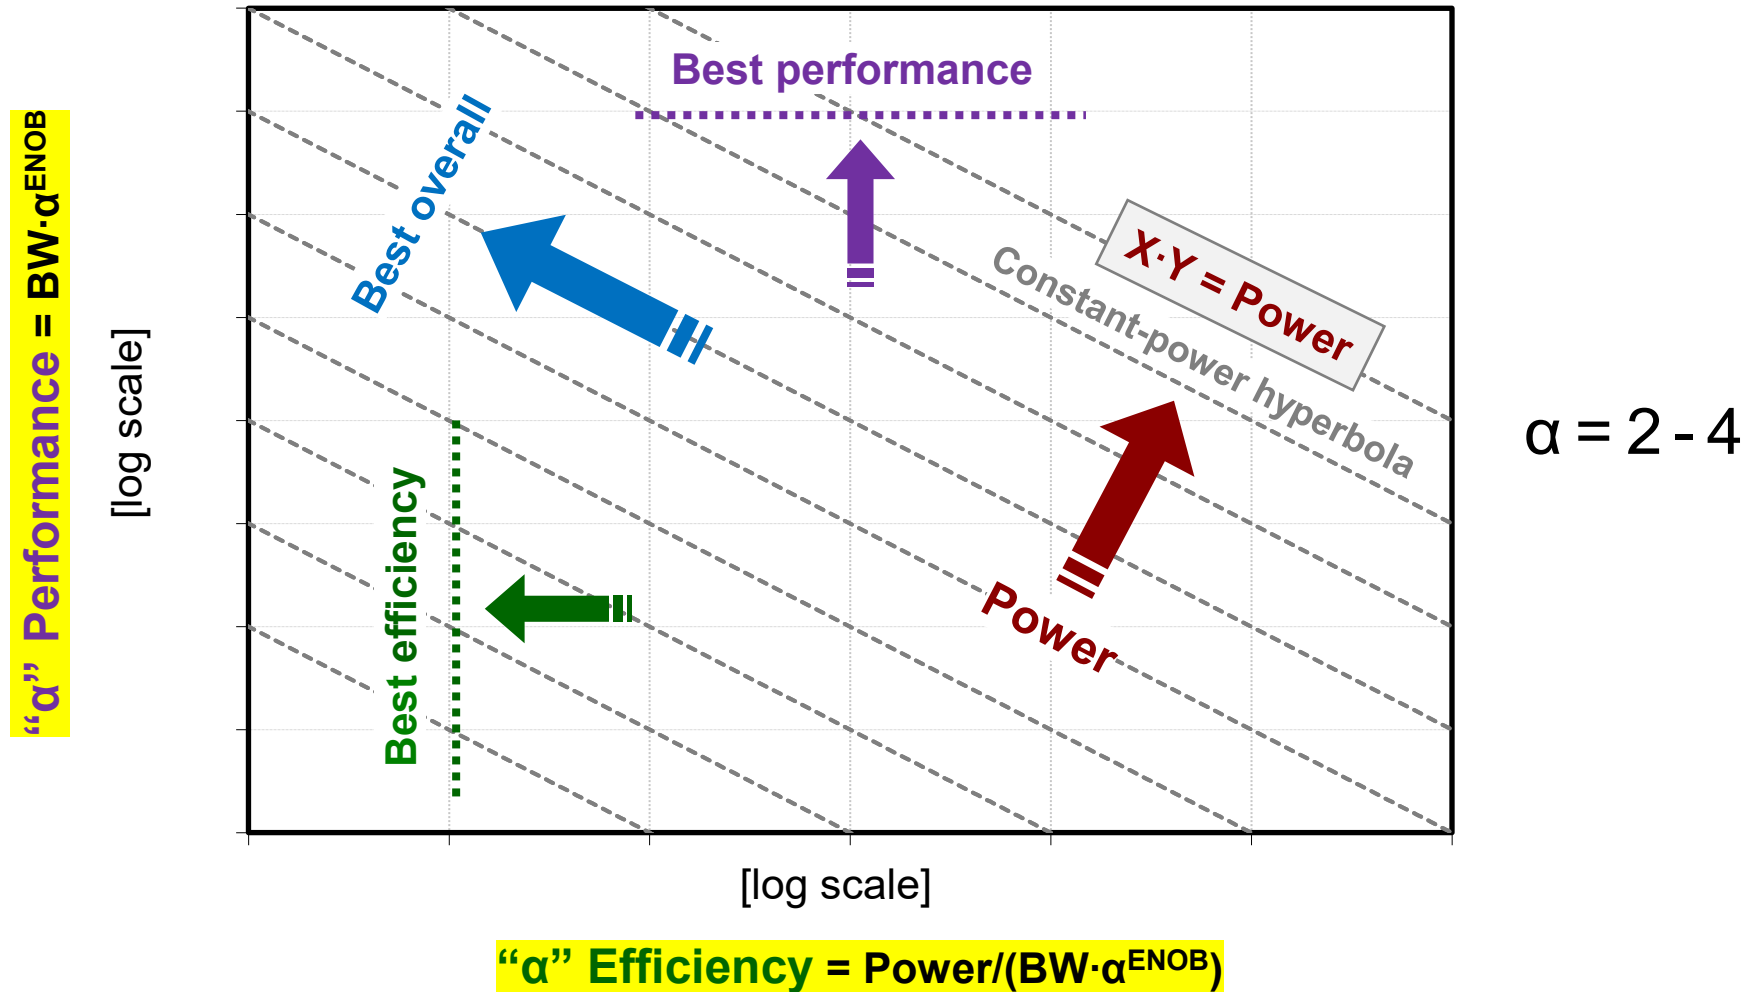 Best performance
Best overall
X·Y = Power
Constant-power hyperbola
“α” Performance = BW·α^ENOB
[log scale]
α = 2 - 4
Best efficiency
Power
[log scale]
“α” Efficiency = Power/(BW·α^ENOB)